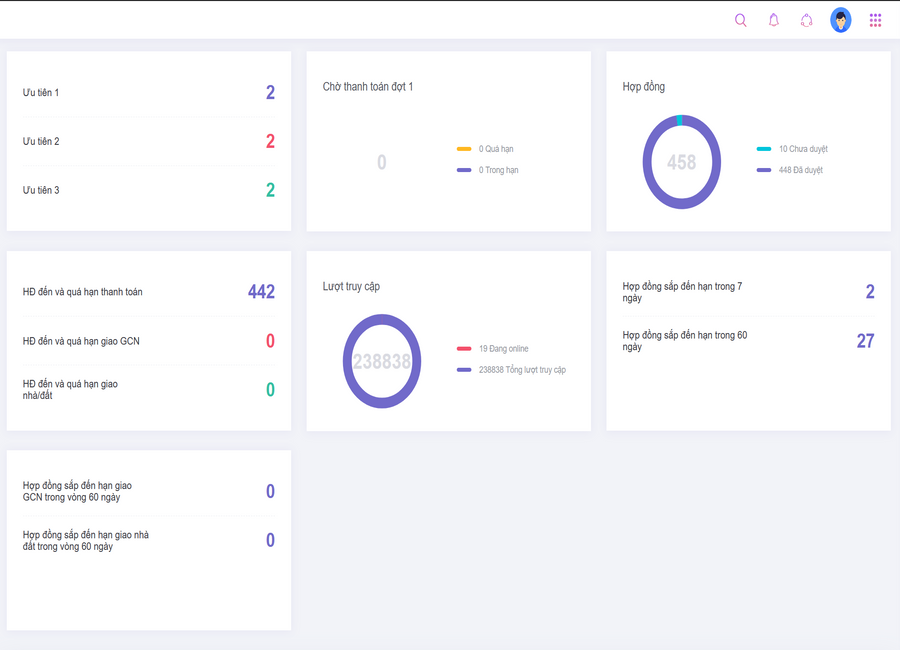 Ưu tiên 1
2
Ưu tiên 2
2
Ưu tiên 3
2
Chờ thanh toán đợt 1
0
0 Quá hạn
0 Trong hạn
Hợp đồng
458
10 Chưa duyệt
448 Đã duyệt
HĐ đến và quá hạn thanh toán
442
HĐ đến và quá hạn giao GCN
0
HĐ đến và quá hạn giao
nhà/đất
0
Lượt truy cập
238838
19 Đang online
238838 Tổng lượt truy cập
Hợp đồng sắp đến hạn trong 7
ngày
2
Hợp đồng sắp đến hạn trong 60
ngày
27
Hợp đồng sắp đến hạn giao
GCN trong vòng 60 ngày
0
Hợp đồng sắp đến hạn giao nhà
đất trong vòng 60 ngày
0